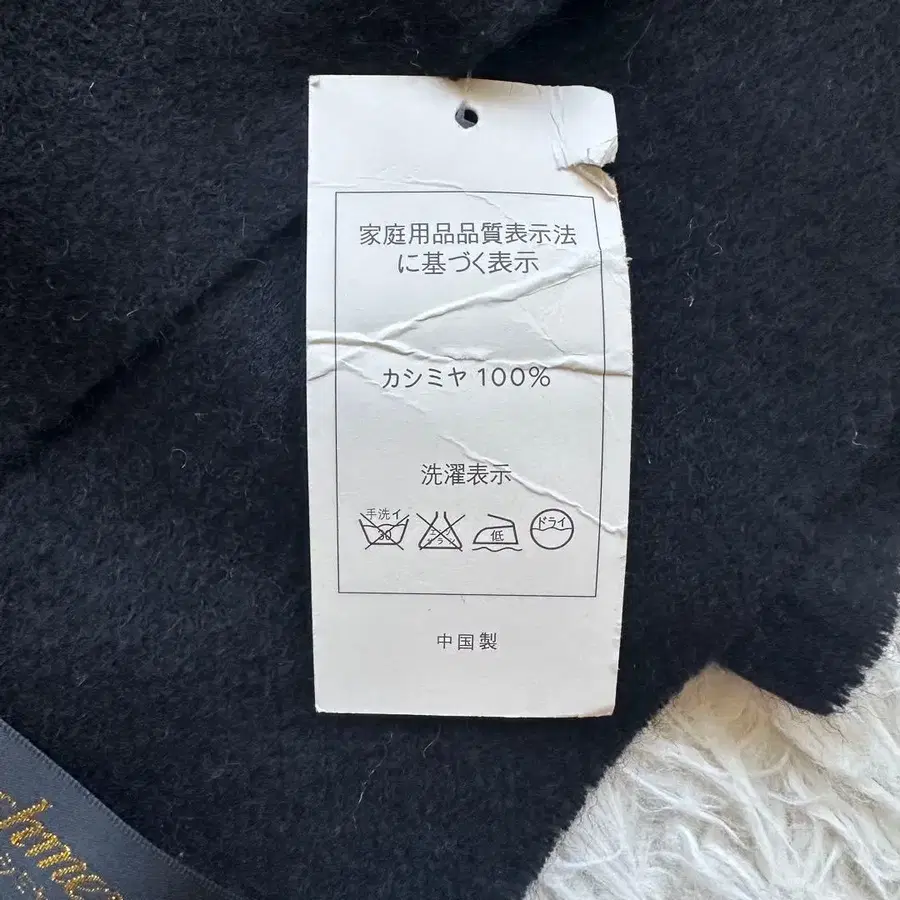 家庭用品品質表示法
に基づく表示
カシミヤ 100%
洗濯表示
手洗イ
30
低
ドライ
中国製